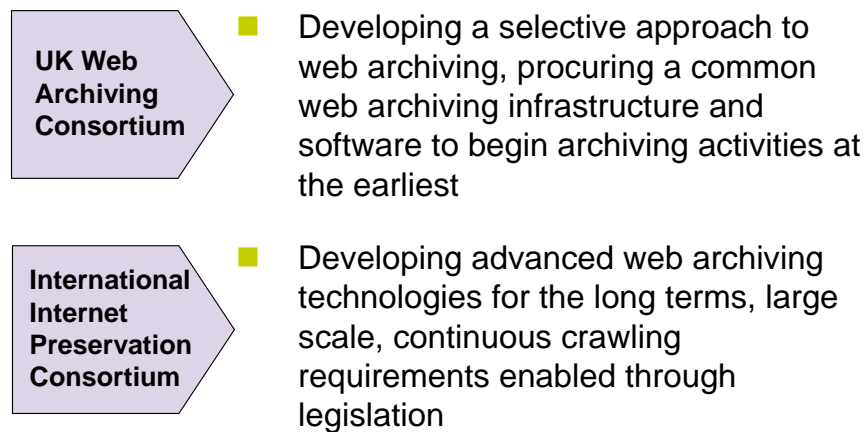 UK Web
Archiving
Consortium
Developing a selective approach to
web archiving, procuring a common
web archiving infrastructure and
software to begin archiving activities at
the earliest
International
Internet
Preservation
Consortium
Developing advanced web archiving
technologies for the long terms, large
scale, continuous crawling
requirements enabled through
legislation